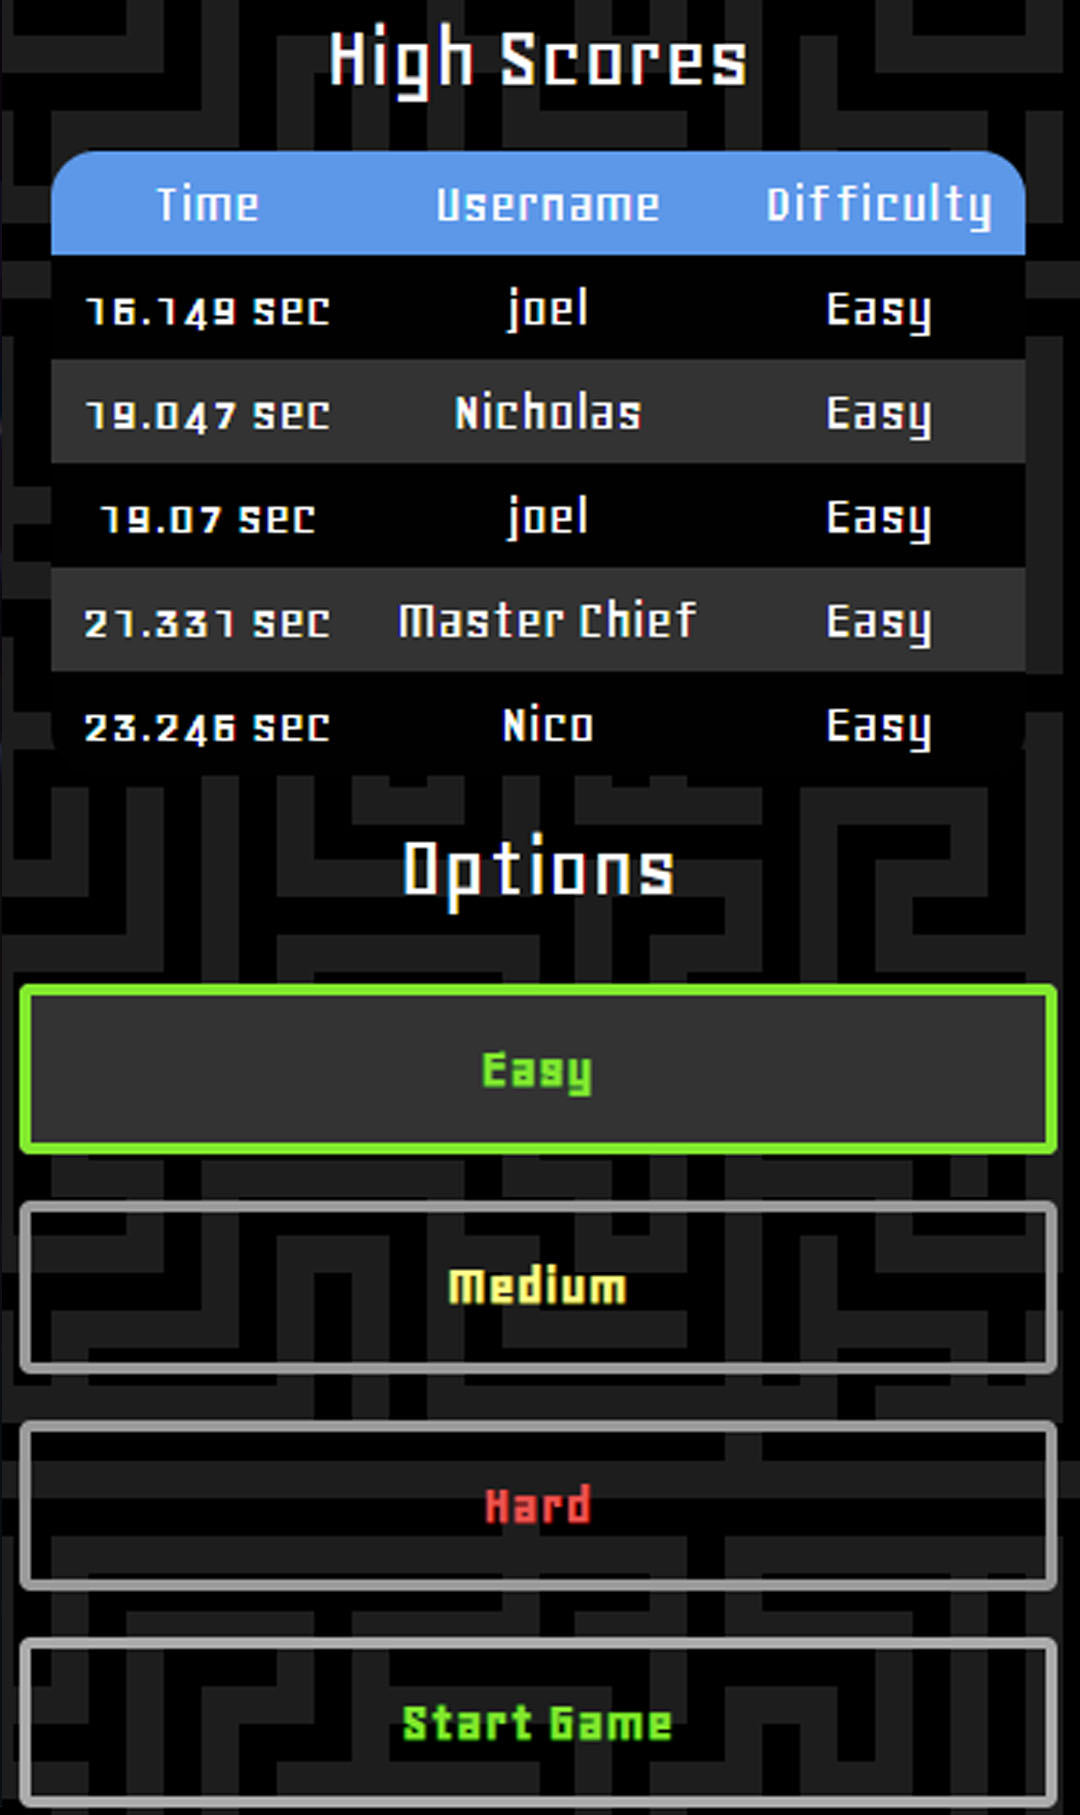 High Scores
Time Username Difficulty
16.149 sec joel Easy
19.047 sec Nicholas Easy
19.07 sec joel Easy
21.331 sec Master Chief Easy
23.246 sec Nico Easy
Options
Easy
Medium
Hard
Start Game